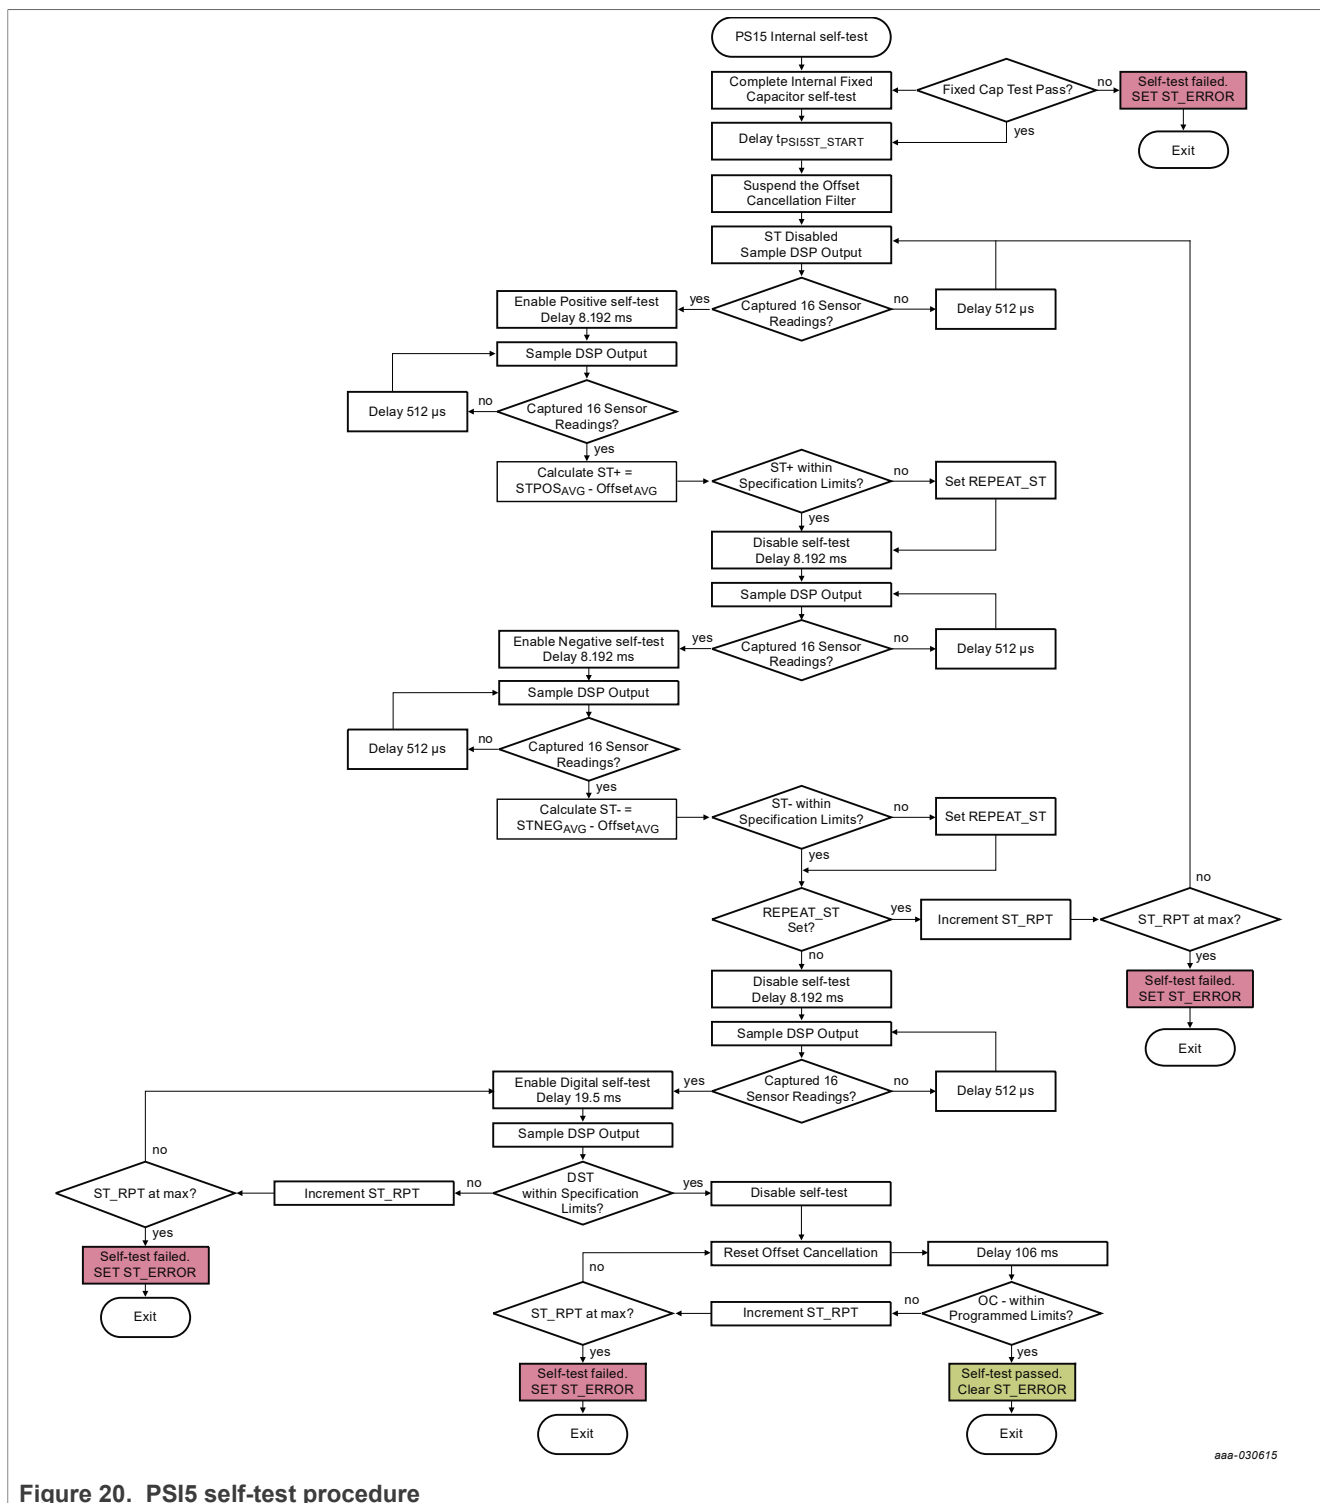 PS15 Internal self-test
Complete Internal Fixed
Capacitor self-test
Fixed Cap Test Pass?
no
Self-test failed.
SET ST_ERROR
yes
Exit
Delay tPSI5ST_START
Suspend the Offset
Cancellation Filter
ST Disabled
Sample DSP Output
Captured 16 Sensor
Readings?
no
Delay 512 µs
yes
Enable Positive self-test
Delay 8.192 ms
Sample DSP Output
Captured 16 Sensor
Readings?
no
Delay 512 µs
yes
Calculate ST+ =
STPOSAVG - OffsetAVG
ST+ within
Specification Limits?
no
Set REPEAT_ST
yes
Disable self-test
Delay 8.192 ms
Sample DSP Output
Captured 16 Sensor
Readings?
no
Delay 512 µs
yes
Enable Negative self-test
Delay 8.192 ms
Sample DSP Output
Captured 16 Sensor
Readings?
no
Delay 512 µs
yes
Calculate ST- =
STNEGAVG - OffsetAVG
ST- within
Specification Limits?
no
Set REPEAT_ST
yes
REPEAT_ST
Set?
yes
Increment ST_RPT
ST_RPT at max?
no
yes
Self-test failed.
SET ST_ERROR
Exit
no
Disable self-test
Delay 8.192 ms
Sample DSP Output
Captured 16
Sensor Readings?
no
Delay 512 µs
yes
Enable Digital self-test
Delay 19.5 ms
Sample DSP Output
DST
within Specification
Limits?
no
Increment ST_RPT
ST_RPT at max?
no
yes
Self-test failed.
SET ST_ERROR
Exit
yes
Disable self-test
Reset Offset Cancellation
Delay 106 ms
OC - within
Programmed Limits?
no
Increment ST_RPT
ST_RPT at max?
no
yes
Self-test failed.
SET ST_ERROR
Exit
yes
Self-test passed.
Clear ST_ERROR
Exit
aaa-030615
Figure 20. PSI5 self-test procedure